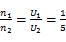 n₁/n₂ = U₁/U₂ = 1/5